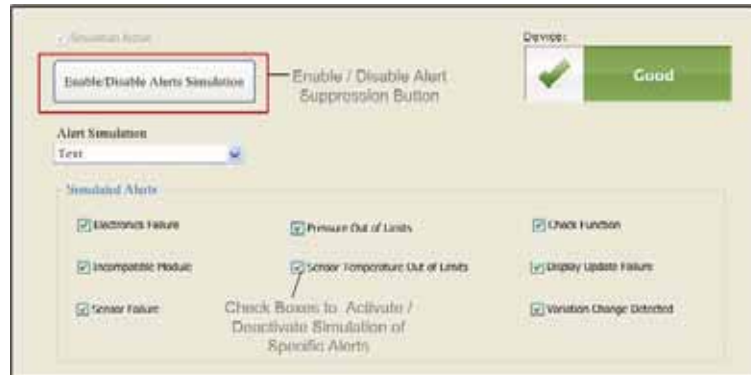 Simulation Active
Device:
Enable/Disable Alerts Simulation
Enable / Disable Alert
Suppression Button
Good
Alert Simulation
Text
Simulated Alerts
Electronics Failure
Pressure Out of Limits
Check Function
Incompatible Module
Sensor Temperature Out of Limits
Display Update Failure
Sensor Failure
Check Boxes to Activate /
Deactivate Simulation of
Specific Alerts
Variation Change Detected